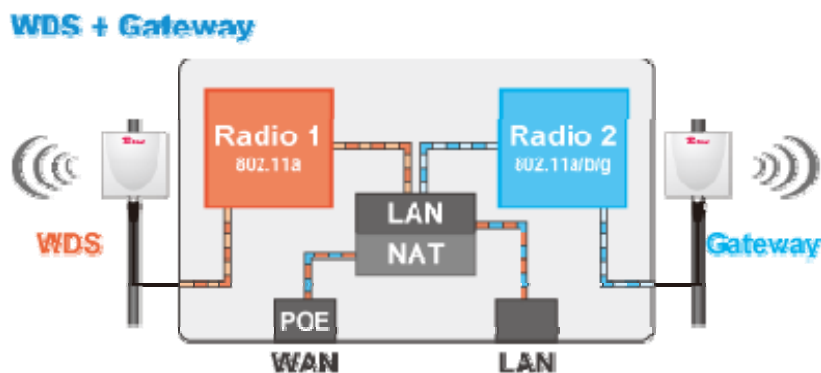 WDS + Gateway
Radio 1
802.11a
Radio 2
802.11a/b/g
LAN
NAT
WDS
Gateway
POE
WAN
LAN